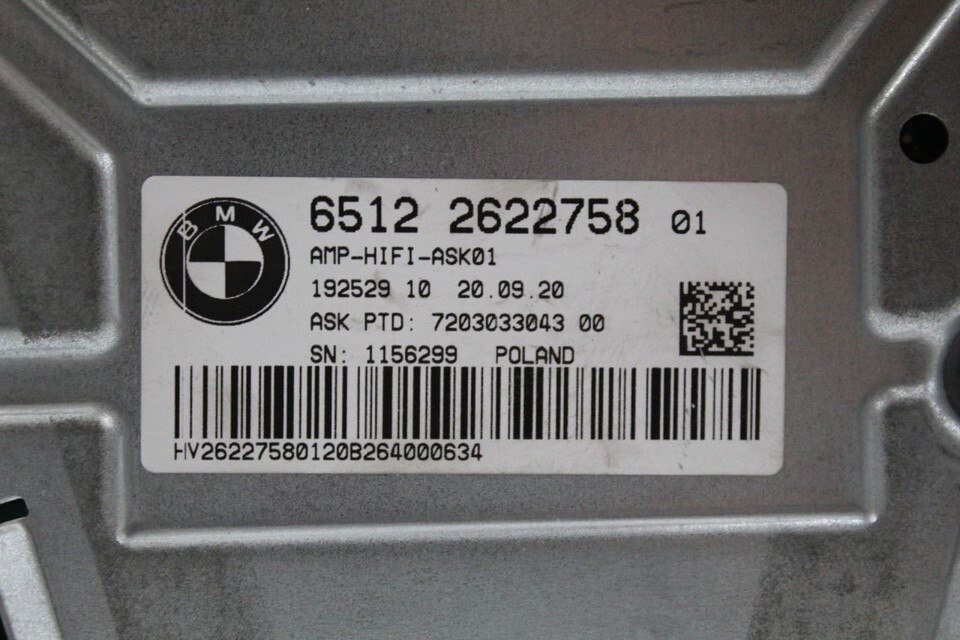 BMW
6512 2622758 01
AMP-HIFI-ASK01
192529 10 20.09.20
ASK PTD: 7203033043 00
SN: 1156299 POLAND
HV26227580120B264000634